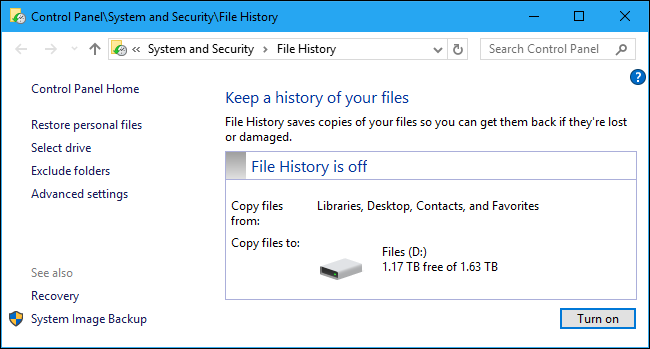 Control Panel\System and Security\File History
« System and Security > File History
Search Control Panel
?
Control Panel Home
Restore personal files
Select drive
Exclude folders
Advanced settings
See also
Recovery
System Image Backup
Keep a history of your files
File History saves copies of your files so you can get them back if they're lost
or damaged.
File History is off
Copy files
from:
Libraries, Desktop, Contacts, and Favorites
Copy files to:
Files (D:)
1.17 TB free of 1.63 TB
Turn on